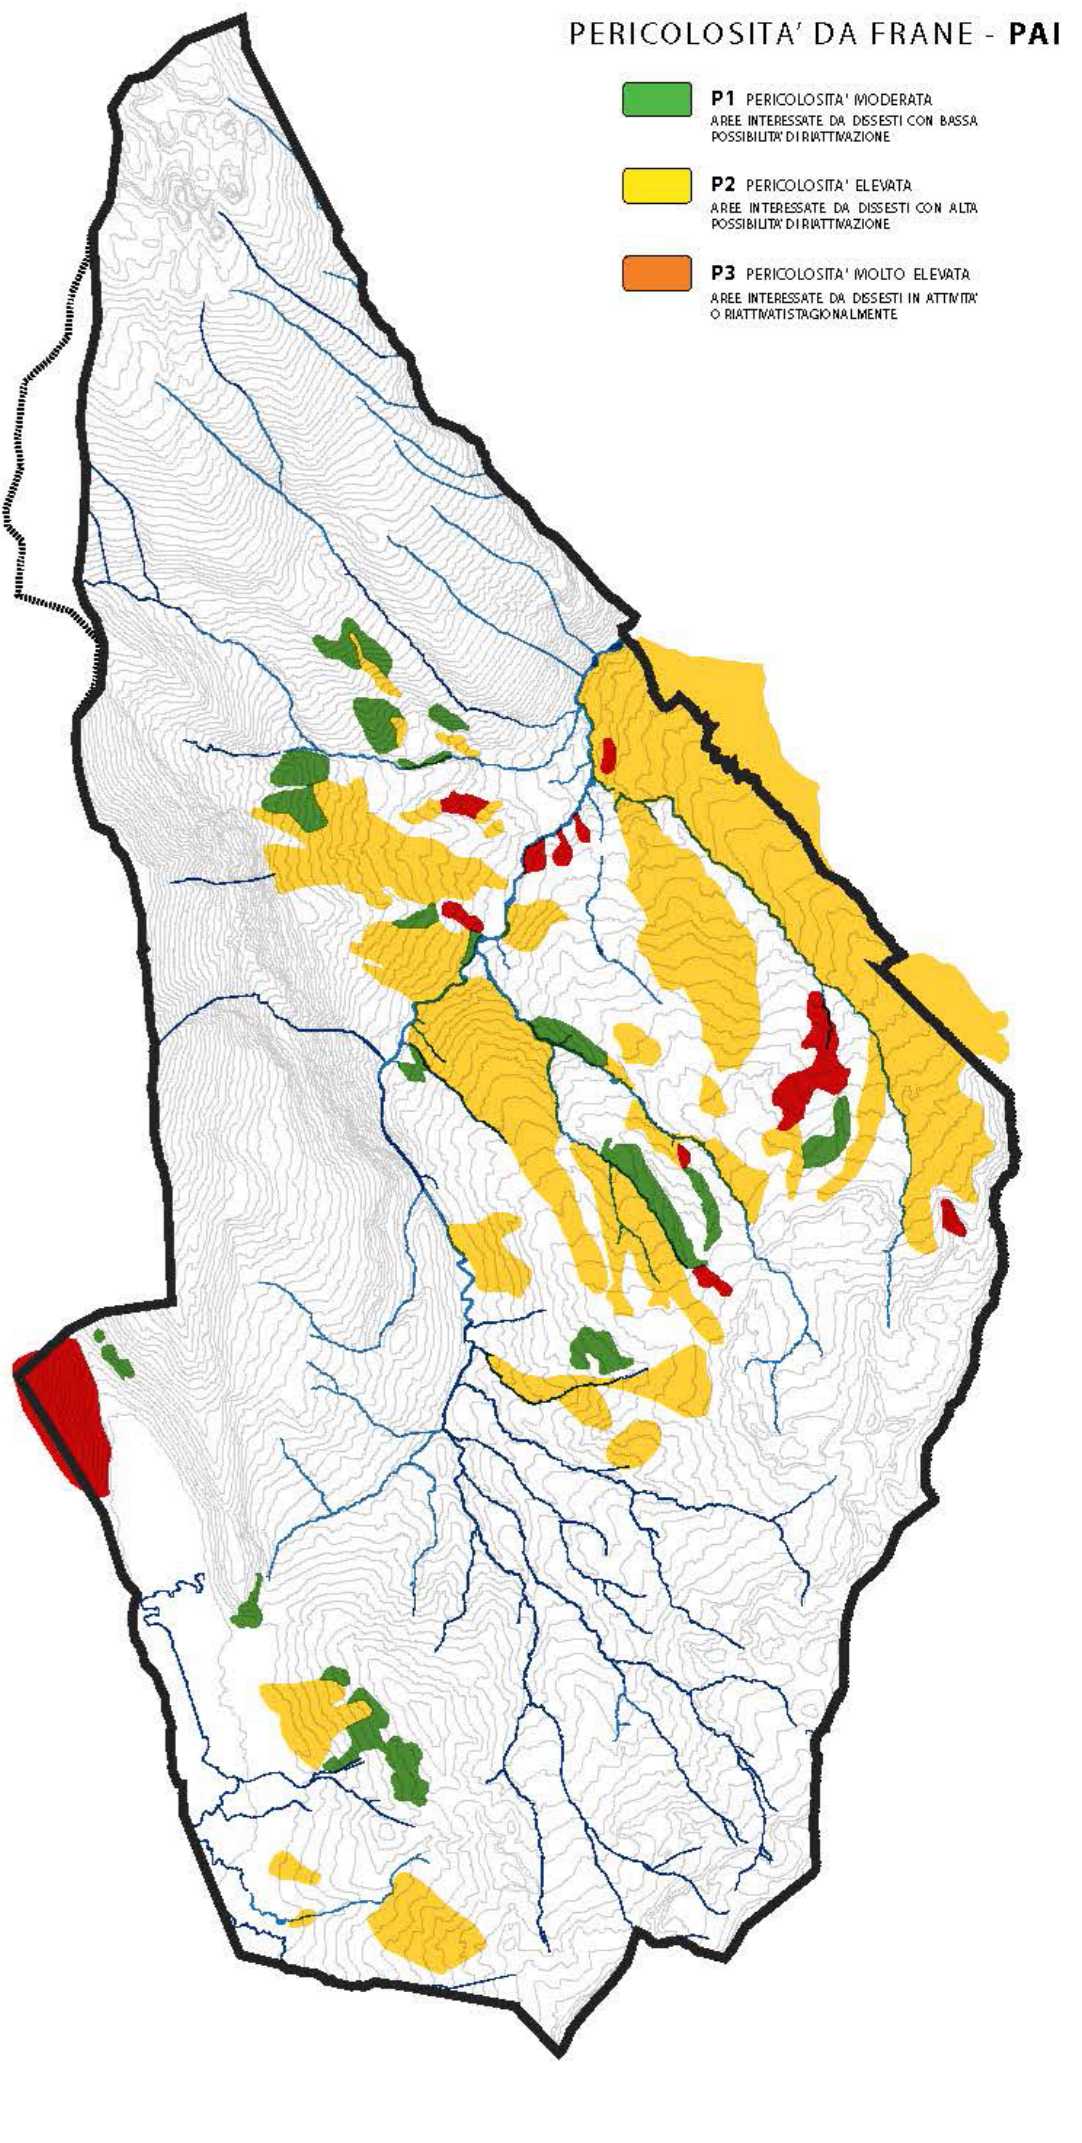 PERICOLOSITA' DA FRANE - PAI
P1 PERICOLOSITA' MODERATA
AREE INTERESSATE DA DISSESTI CON BASSA
POSSIBILITA' DI RIATTIVAZIONE
P2 PERICOLOSITA' ELEVATA
AREE INTERESSATE DA DISSESTI CON ALTA
POSSIBILITA' DI RIATTIVAZIONE
P3 PERICOLOSITA' MOLTO ELEVATA
AREE INTERESSATE DA DISSESTI IN ATTIVITA'
O RIATTIVATI STAGIONALMENTE